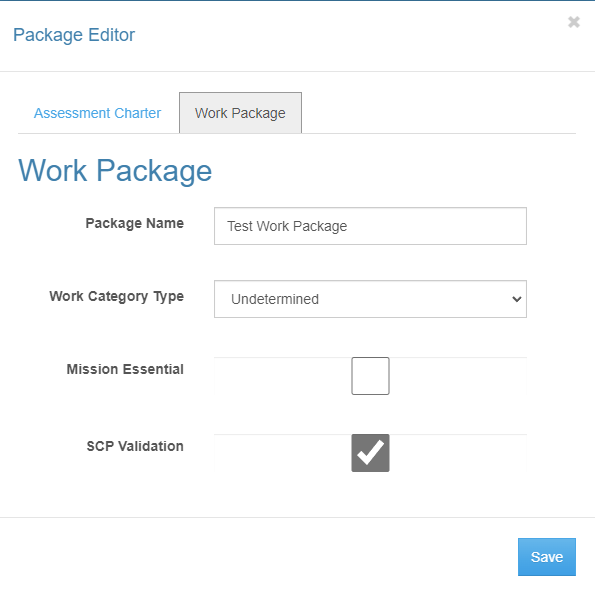 Package Editor
Assessment Charter
Work Package
Work Package
Package Name
Test Work Package
Work Category Type
Undetermined
Mission Essential
SCP Validation
Save